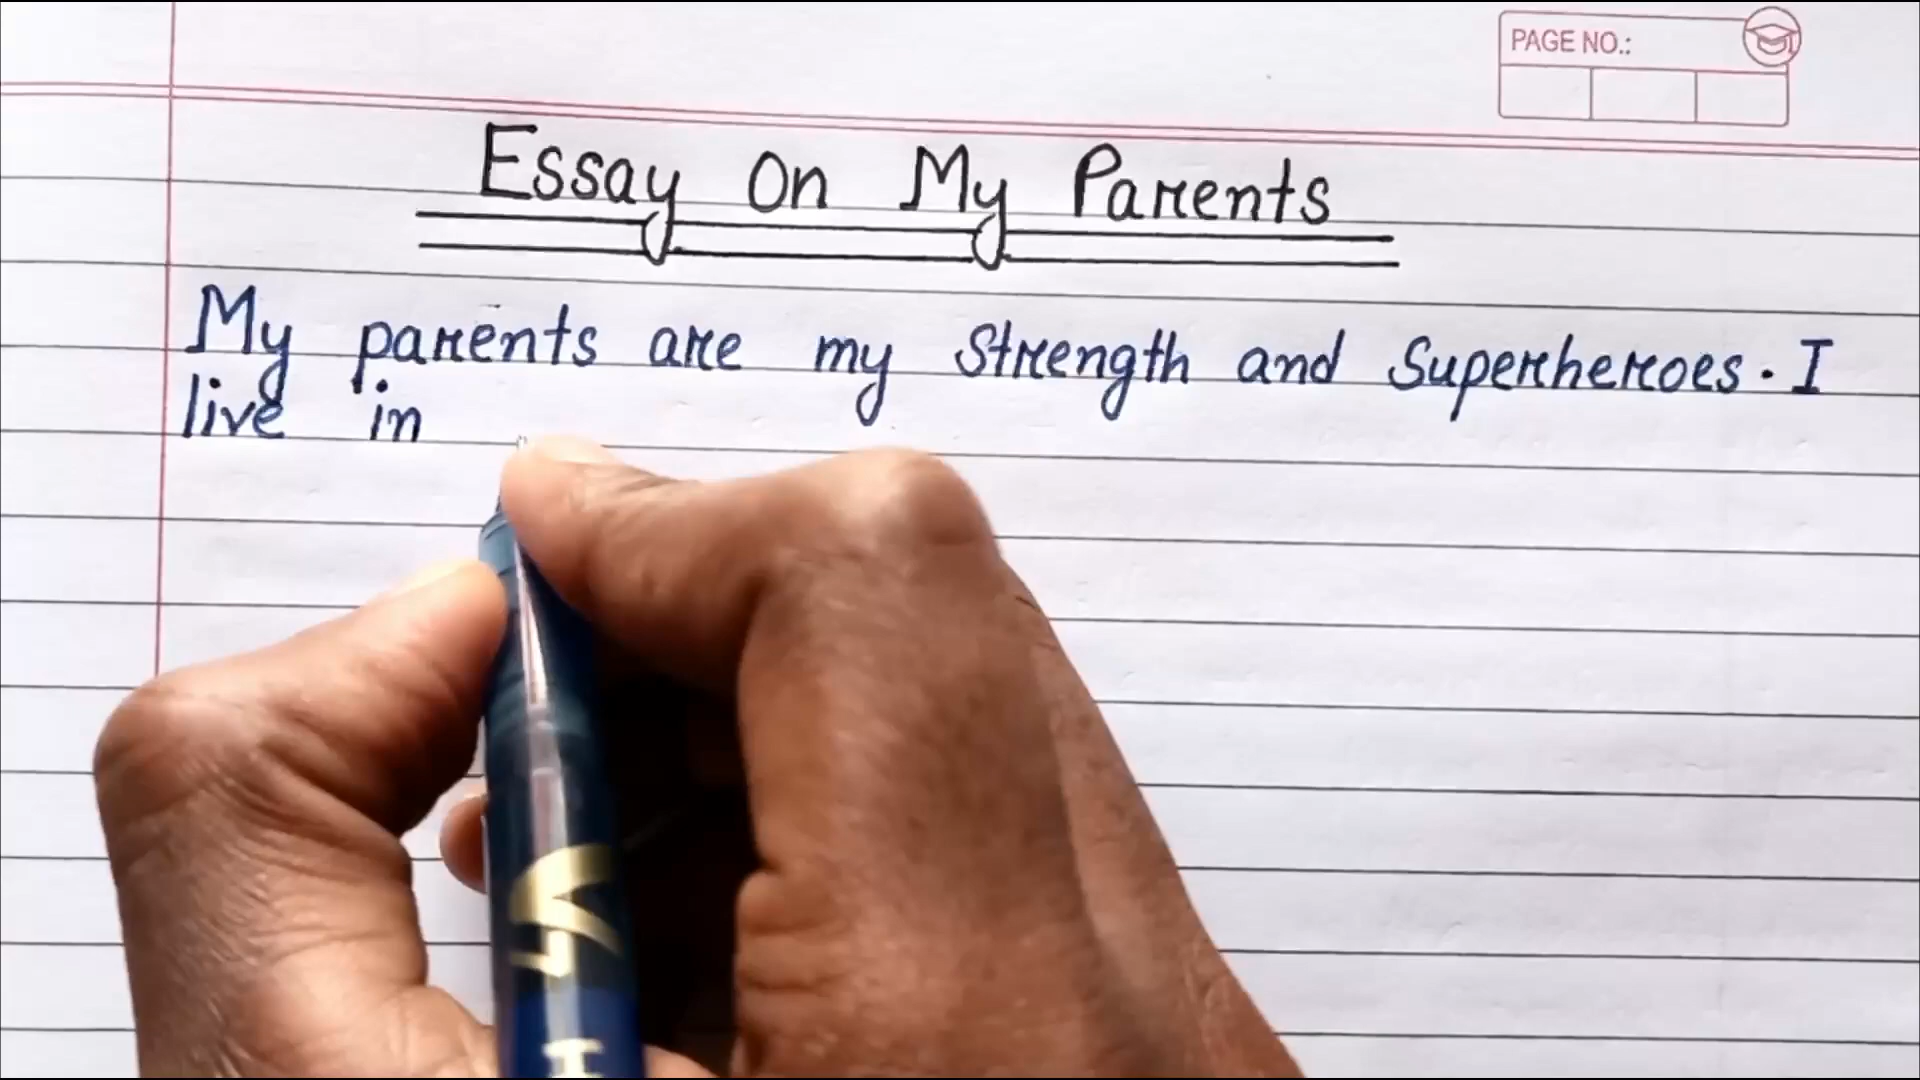 PAGE NO.:
Essay On My Parents
My parents are my Strength and Superheroes. I
live in